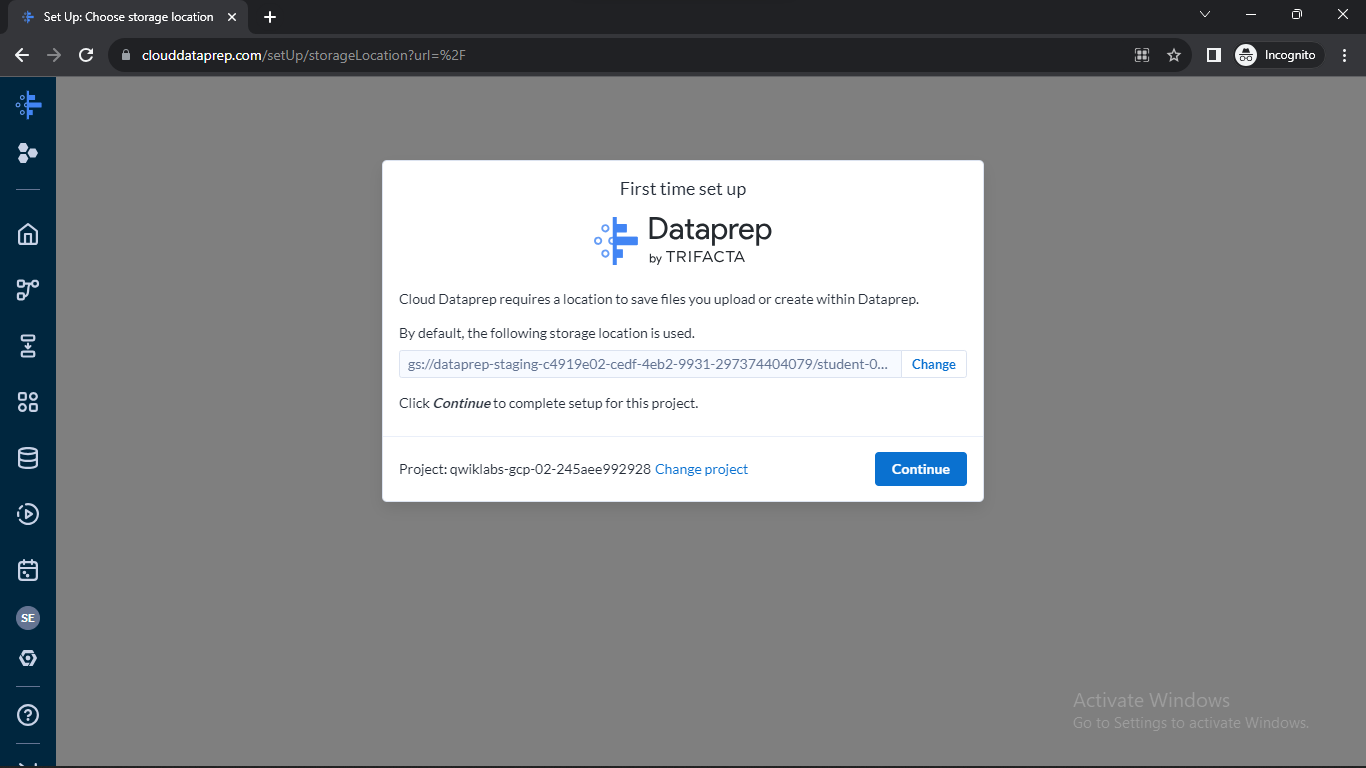 Set Up: Choose storage location
clouddataprep.com/setUp/storageLocation?url=%2F
Incognito
First time set up
Dataprep
by TRIFACTA
Cloud Dataprep requires a location to save files you upload or create within Dataprep.
By default, the following storage location is used.
gs://dataprep-staging-c4919e02-cedf-4eb2-9931-297374404079/student-0... Change
Click Continue to complete setup for this project.
Project: qwiklabs-gcp-02-245aee992928 Change project Continue
SE
Activate Windows
Go to Settings to activate Windows.